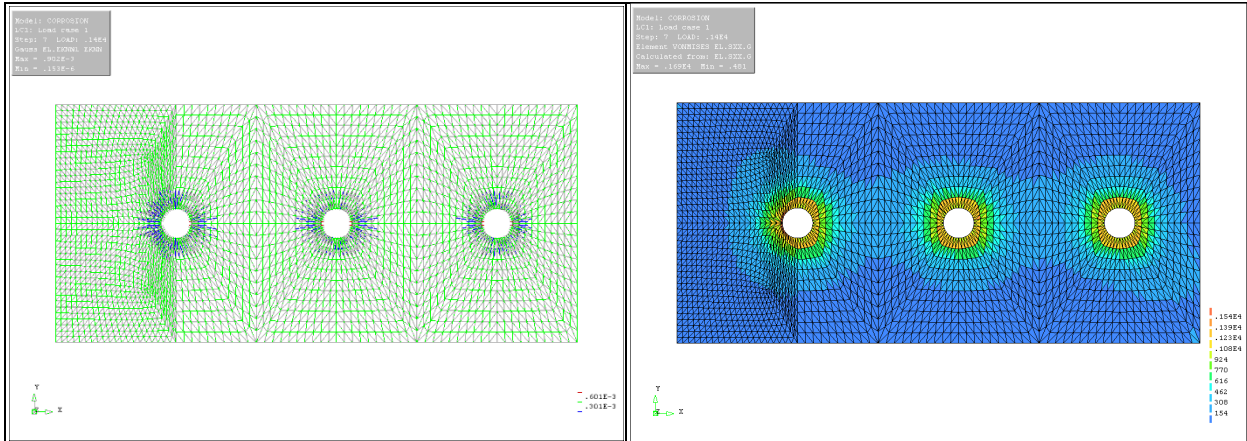 Model: CORROSION
LC1: Load case 1
Step: 7 LOAD: .14E4
Gauss EL.EKNN1 EKNN
Max = .902E-3
Min = .153E-6
Y
Z X
.601E-3
.301E-3
Model: CORROSION
LC1: Load case 1
Step: 7 LOAD: .14E4
Element VONMISES EL.SXX.G
Calculated from: EL.SXX.G
Max = .169E4 Min = .481
Y
Z X
.154E4
.139E4
.123E4
.108E4
924
770
616
462
308
154